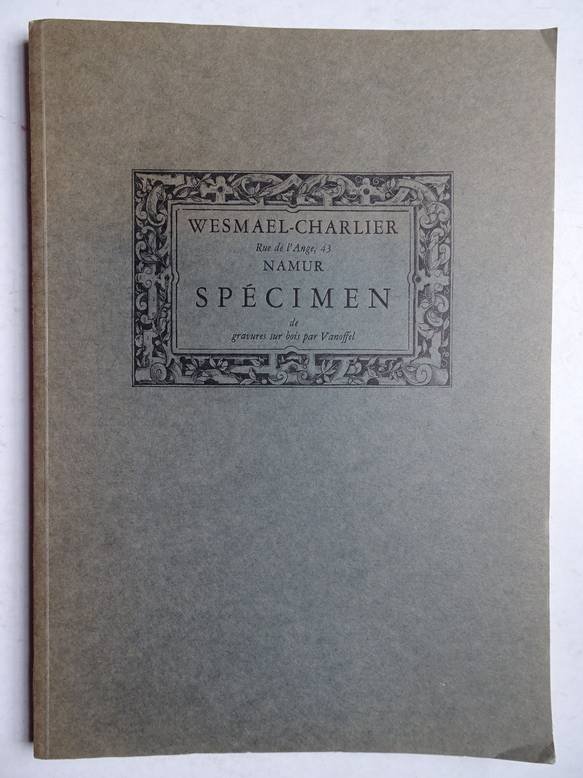 WESMAEL-CHARLIER
Rue de l'Ange, 43
NAMUR
SPÉCIMEN
de
gravures sur bois par Vanoffel